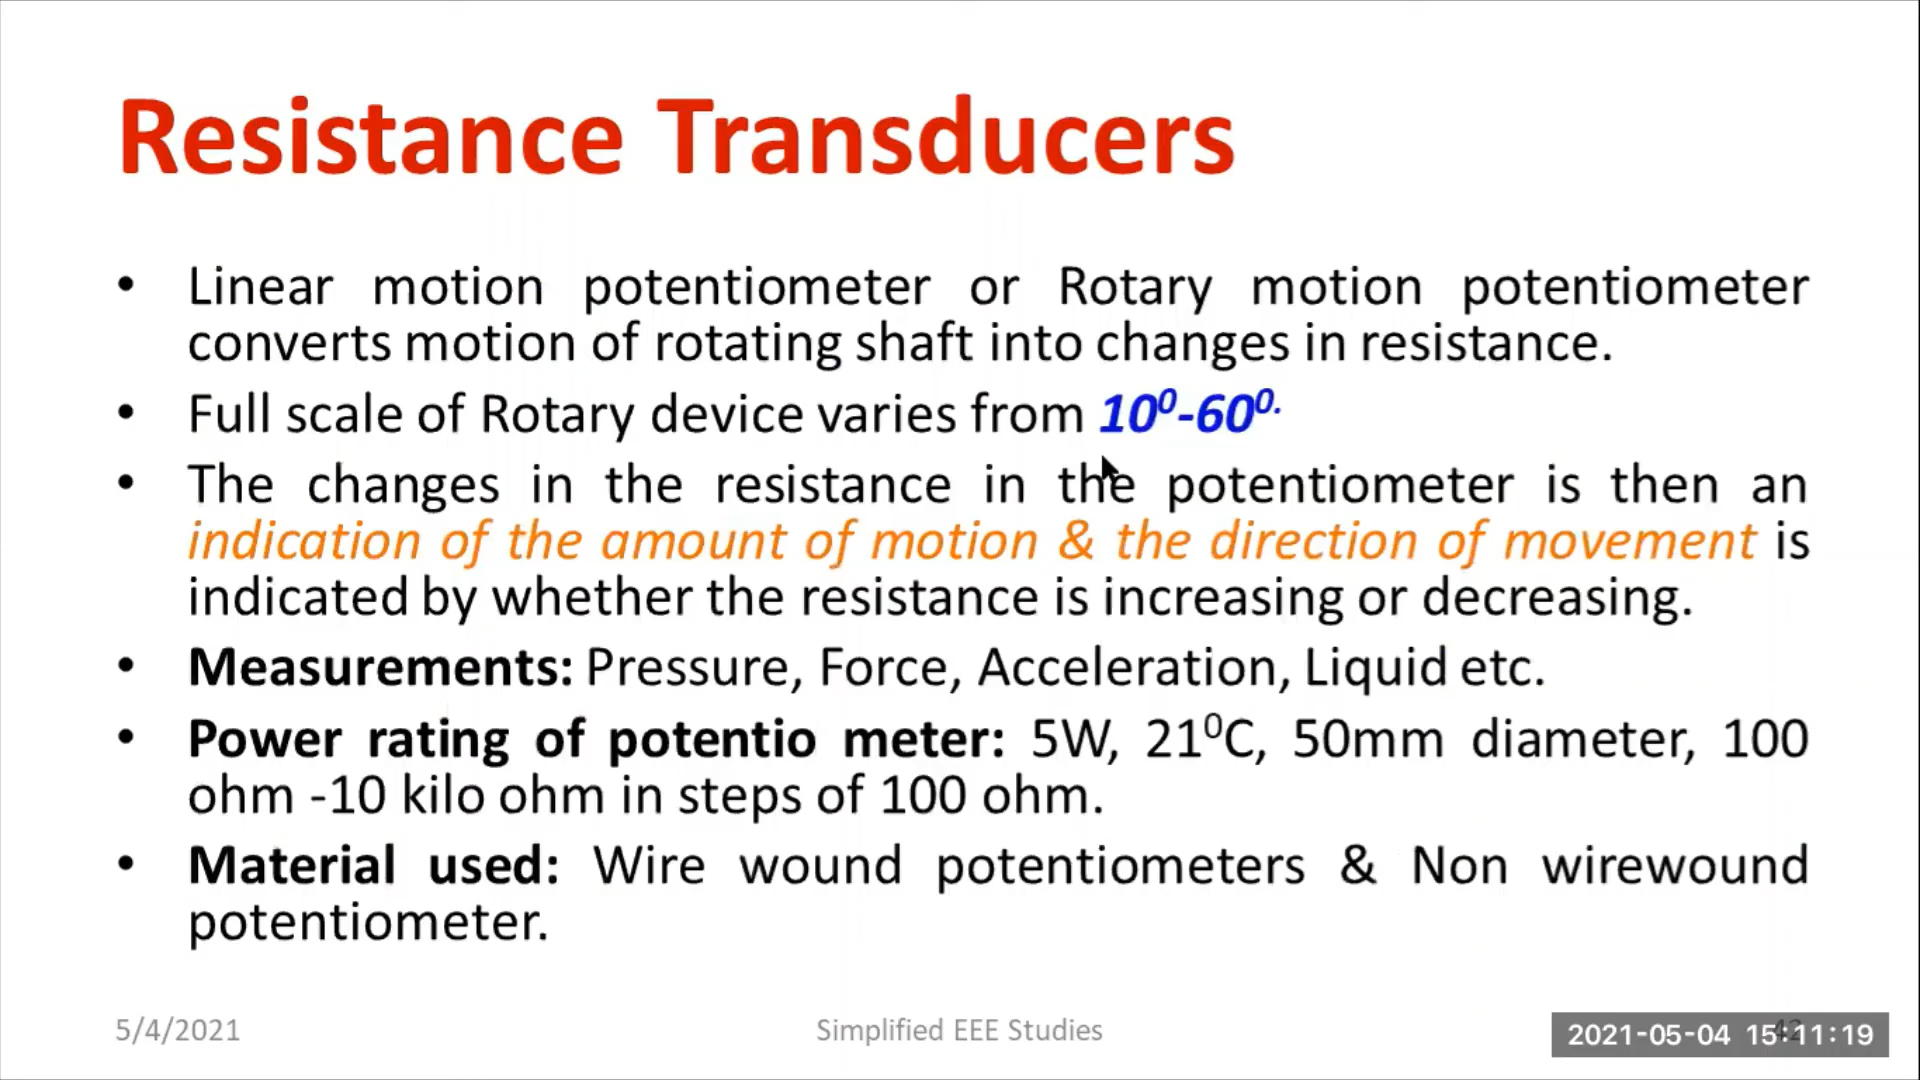 Resistance Transducers
• Linear motion potentiometer or Rotary motion potentiometer
converts motion of rotating shaft into changes in resistance.
• Full scale of Rotary device varies from 10⁰-60⁰·
• The changes in the resistance in the potentiometer is then an
indication of the amount of motion & the direction of movement is
indicated by whether the resistance is increasing or decreasing.
• Measurements: Pressure, Force, Acceleration, Liquid etc.
• Power rating of potentio meter: 5W, 21⁰C, 50mm diameter, 100
ohm -10 kilo ohm in steps of 100 ohm.
• Material used: Wire wound potentiometers & Non wirewound
potentiometer.
5/4/2021
Simplified EEE Studies
2021-05-04 15:11:19